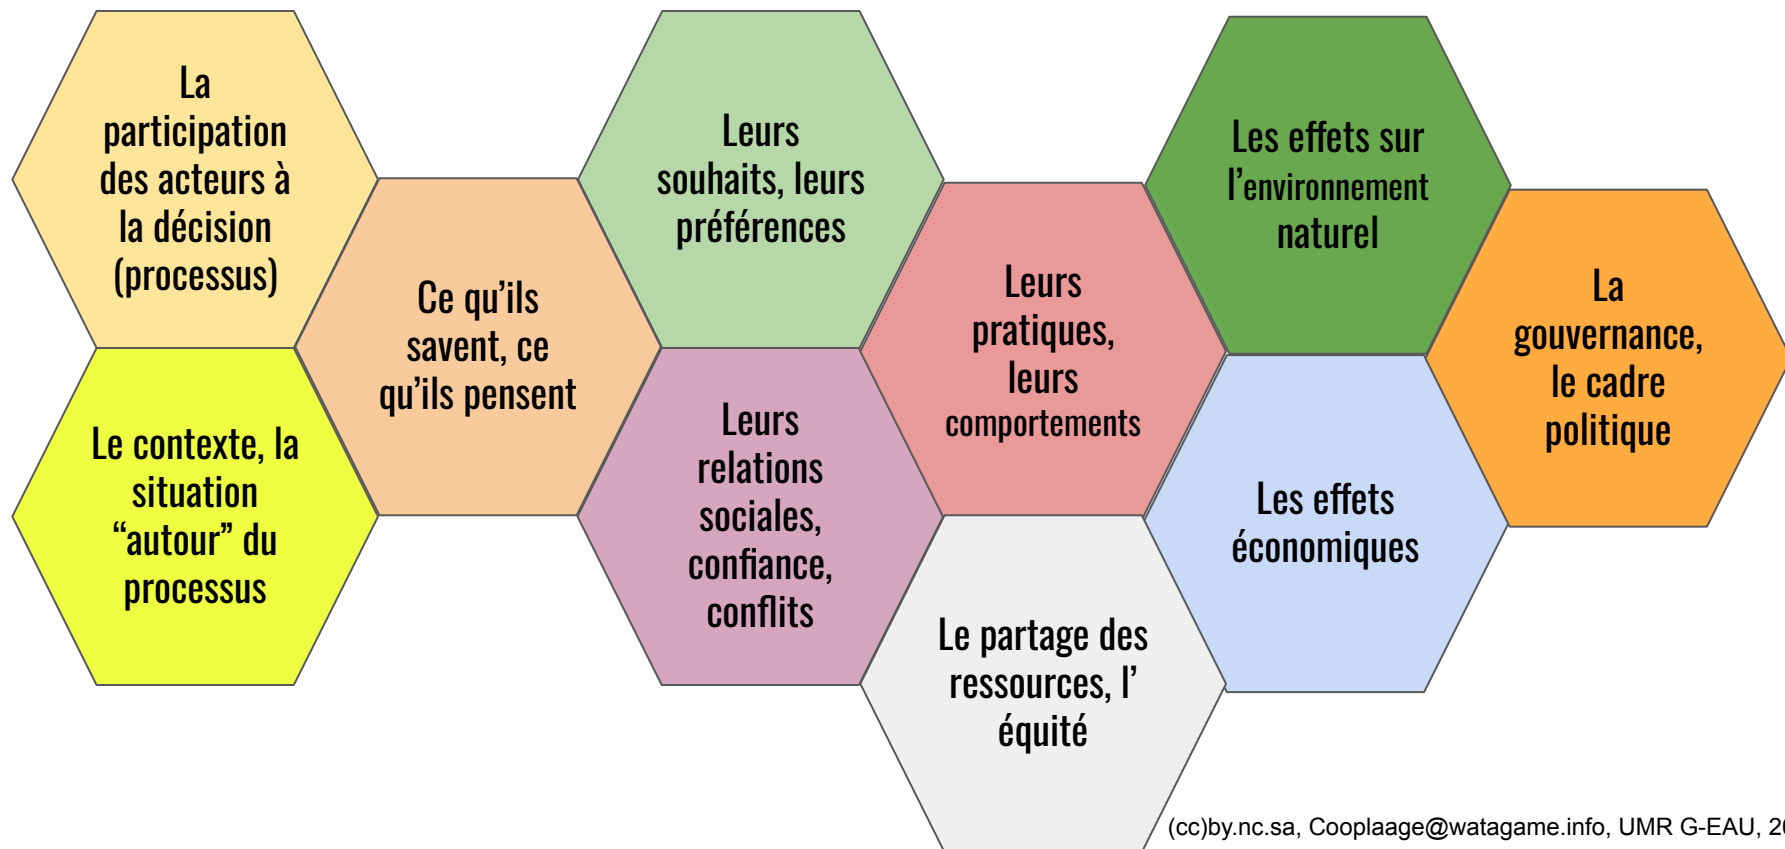 La
participation
des acteurs à
la décision
(processus)
Le contexte, la
situation
“autour” du
processus
Ce qu’ils
savent, ce
qu’ils pensent
Leurs
souhaits, leurs
préférences
Leurs
relations
sociales,
confiance,
conflits
Leurs
pratiques,
leurs
comportements
Le partage des
ressources, l’
équité
Les effets sur
l’environnement
naturel
Les effets
économiques
La
gouvernance,
le cadre
politique
(cc)by.nc.sa, Cooplaage@watagame.info, UMR G-EAU,